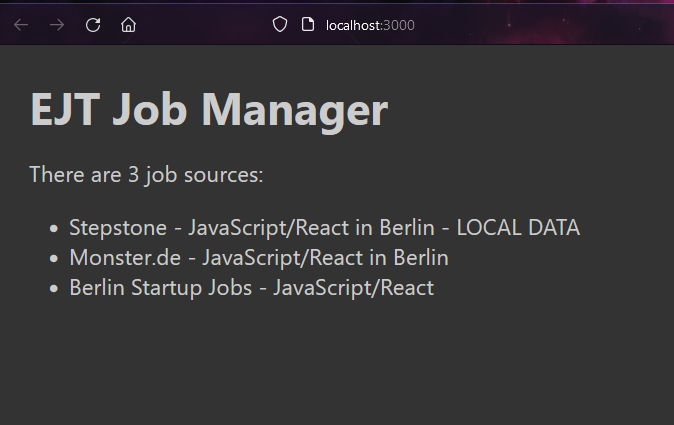 localhost:3000
EJT Job Manager
There are 3 job sources:
• Stepstone - JavaScript/React in Berlin - LOCAL DATA
• Monster.de - JavaScript/React in Berlin
• Berlin Startup Jobs - JavaScript/React